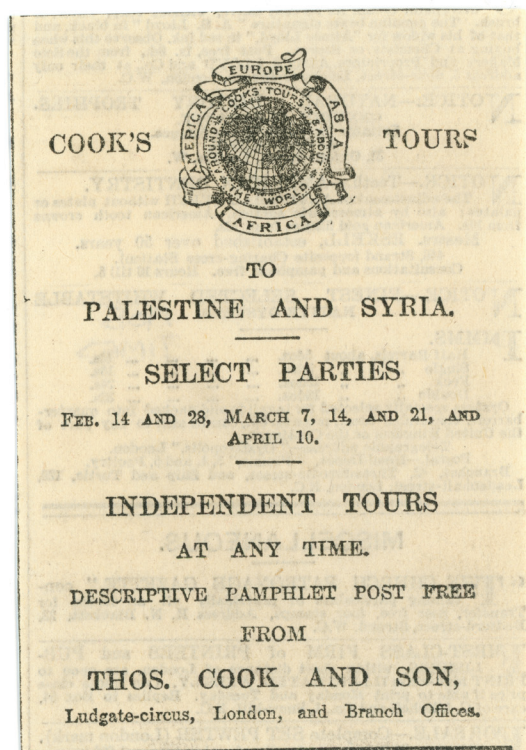 EUROPE
AMERICA
ASIA
AFRICA
COOKS' TOURS
AROUND & ABOUT
THE WORLD
COOK'S TOURS
TO
PALESTINE AND SYRIA.
SELECT PARTIES
FEB. 14 AND 28, MARCH 7, 14, AND 21, AND
APRIL 10.
INDEPENDENT TOURS
AT ANY TIME.
DESCRIPTIVE PAMPHLET POST FREE
FROM
THOS. COOK AND SON,
Ludgate-circus, London, and Branch Offices.